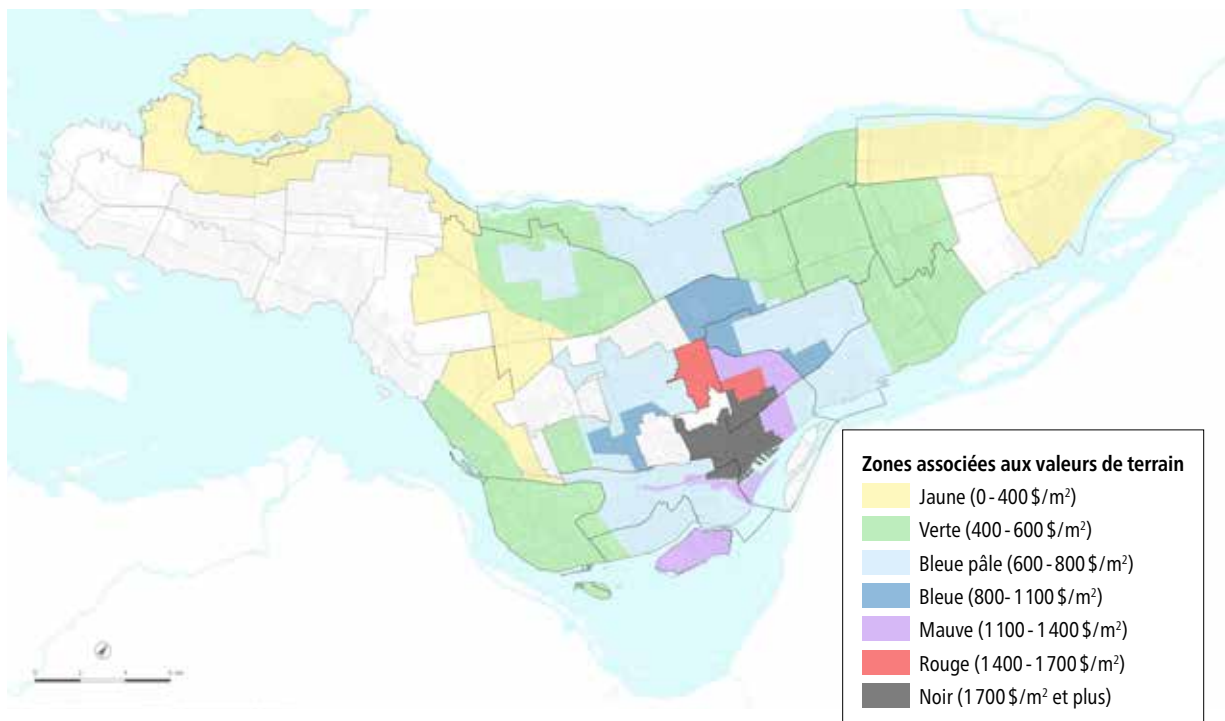 Zones associées aux valeurs de terrain
Jaune (0 - 400 $/m²)
Verte (400 - 600 $/m²)
Bleue pâle (600 - 800 $/m²)
Bleue (800- 1 100 $/m²)
Mauve (1 100 - 1 400 $/m²)
Rouge (1 400 - 1 700 $/m²)
Noir (1 700 $/m² et plus)